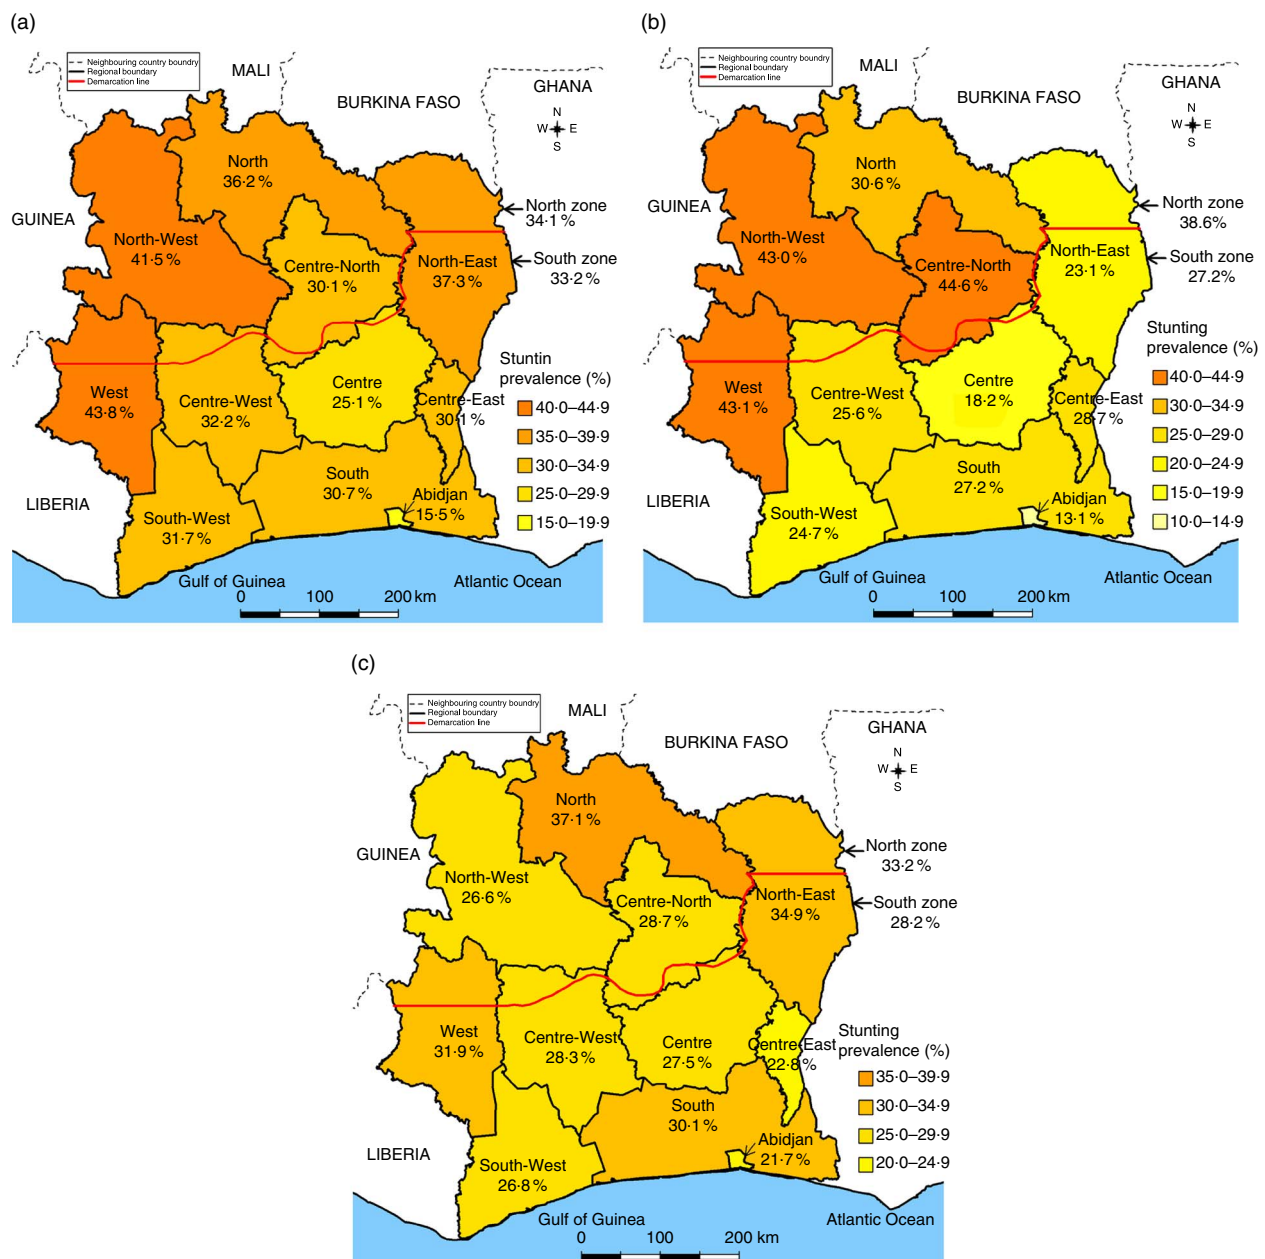 (a)
Neighbouring country boundry
Regional boundary
Demarcation line
MALI
BURKINA FASO
GHANA
N
W E
S
GUINEA
North
36·2 %
North zone
34·1 %
North-West
41·5 %
Centre-North
30·1 %
North-East
37·3 %
South zone
33·2 %
West
43·8 %
Centre-West
32·2 %
Centre
25·1 %
Centre-East
30·1 %
Stuntin
prevalence (%)
40·0–44·9
35·0–39·9
30·0–34·9
25·0–29·9
15·0–19·9
LIBERIA
South-West
31·7 %
South
30·7 %
Abidjan
15·5 %
Gulf of Guinea
Atlantic Ocean
0 100 200 km
(b)
Neighbouring country boundry
Regional boundary
Demarcation line
MALI
BURKINA FASO
GHANA
N
W E
S
GUINEA
North
30·6 %
North zone
38·6%
North-West
43·0 %
Centre-North
44·6 %
North-East
23·1 %
South zone
27·2%
West
43·1 %
Centre-West
25·6 %
Centre
18·2 %
Centre-East
28·7 %
Stunting
prevalence (%)
40·0–44·9
30·0–34·9
25·0–29·0
20·0–24·9
15·0–19·9
10·0–14·9
LIBERIA
South-West
24·7 %
South
27·2 %
Abidjan
13·1 %
Gulf of Guinea
Atlantic Ocean
0 100 200 km
(c)
Neighbouring country boundry
Regional boundary
Demarcation line
MALI
BURKINA FASO
GHANA
N
W E
S
GUINEA
North
37·1 %
North zone
33·2 %
North-West
26·6 %
Centre-North
28·7 %
North-East
34·9 %
South zone
28·2 %
West
31·9 %
Centre-West
28·3 %
Centre
27·5 %
Centre-East
22·8%
Stunting
prevalence (%)
35·0–39·9
30·0–34·9
25·0–29·9
20·0–24·9
LIBERIA
South-West
26·8 %
South
30·1 %
Abidjan
21·7 %
Gulf of Guinea
Atlantic Ocean
0 100 200 km